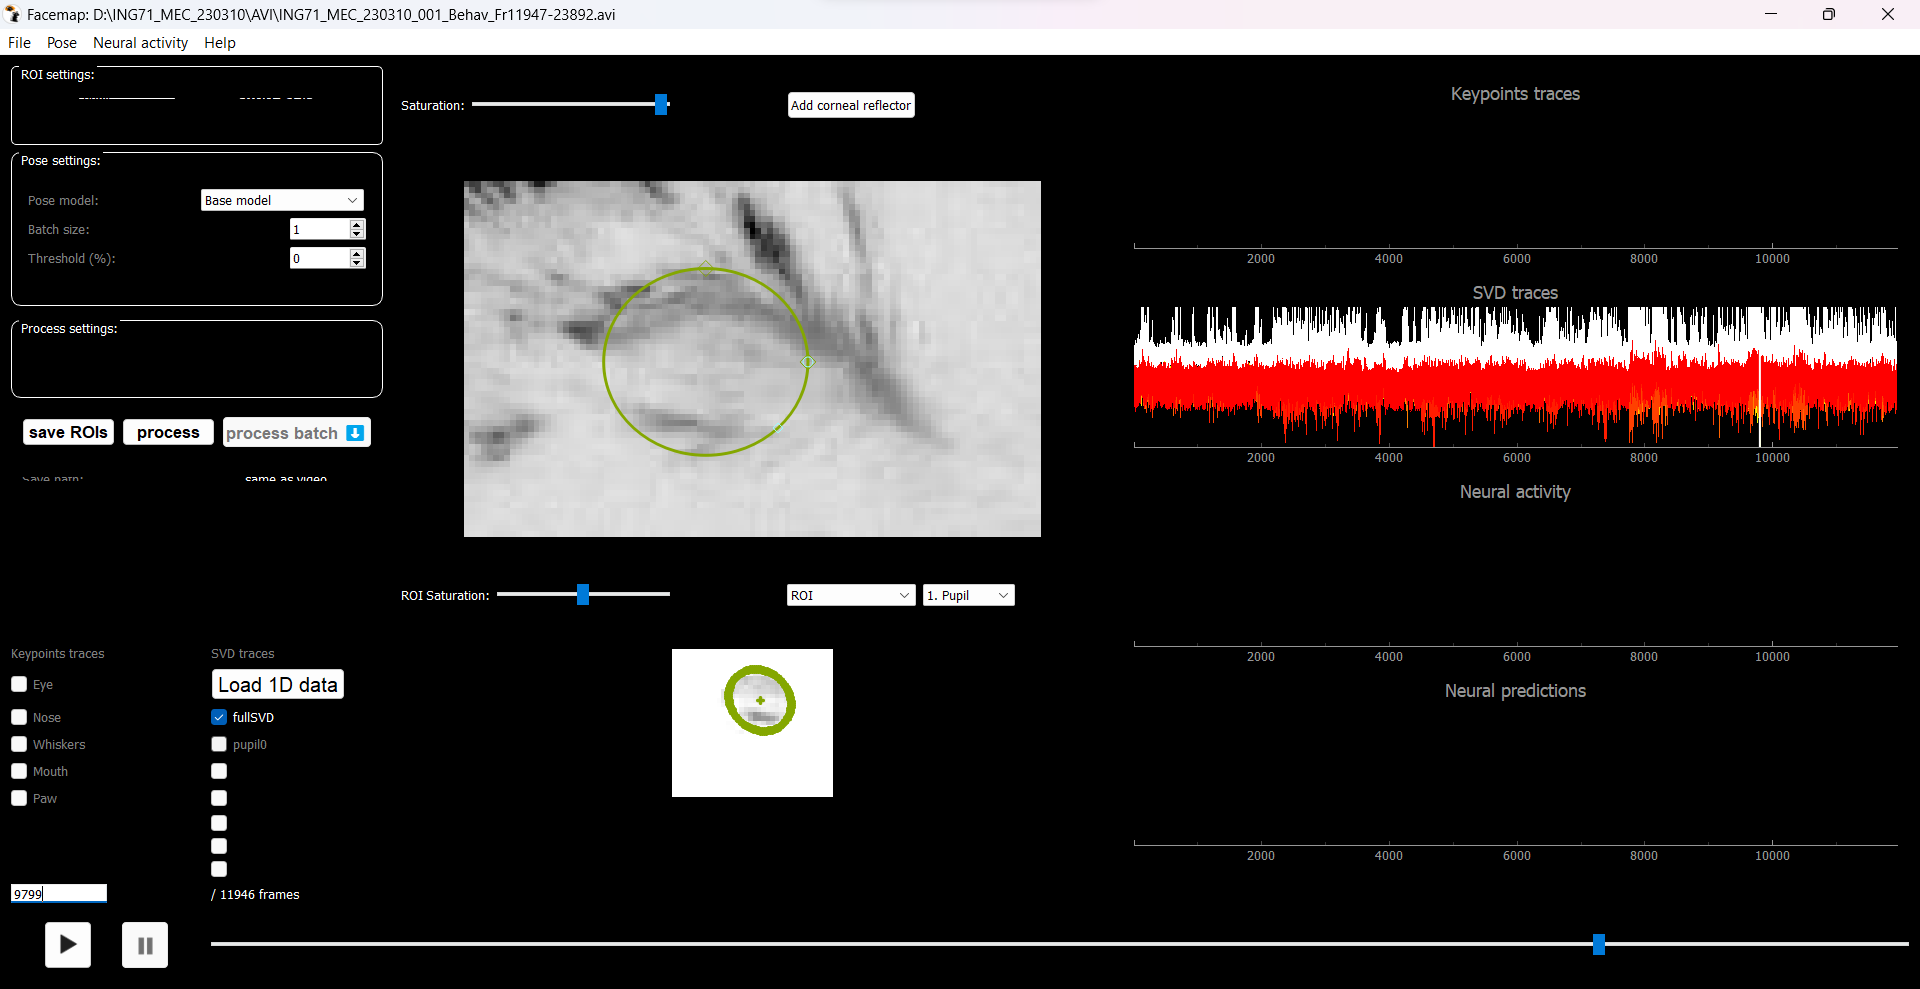 Facemap: D:\ING71_MEC_230310\AVI\ING71_MEC_230310_001_Behav_Fr11947-23892.avi
File Pose Neural activity Help
ROI settings:
Pose settings:
Pose model: Base model
Batch size: 1
Threshold (%): 0
Process settings:
save ROIs process process batch
Save path: same as video
Saturation: Add corneal reflector
ROI Saturation: ROI 1. Pupil
Keypoints traces
2000 4000 6000 8000 10000
SVD traces
2000 4000 6000 8000 10000
Neural activity
2000 4000 6000 8000 10000
Neural predictions
2000 4000 6000 8000 10000
Keypoints traces SVD traces
Load 1D data
Eye
Nose fullSVD
Whiskers pupil0
Mouth
Paw
9799 / 11946 frames